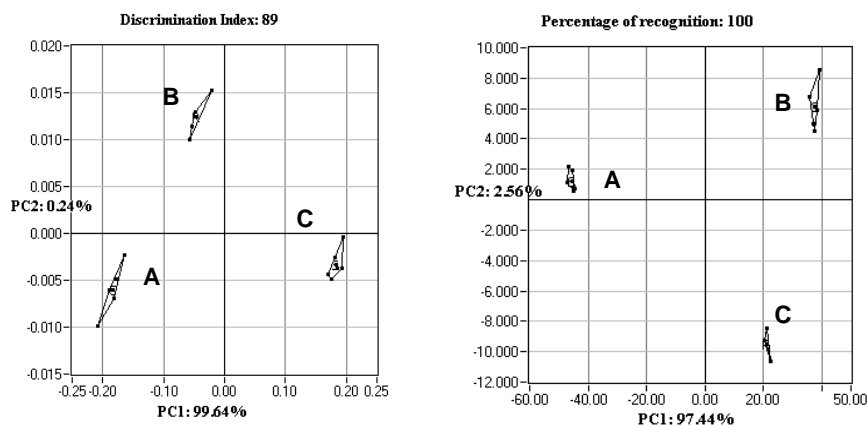 Discrimination Index: 89
0.020
0.015
0.010
0.005
PC2: 0.24%
0.000
-0.005
-0.010
-0.015
B
C
A
-0.25 -0.20 -0.10 0.00 0.10 0.20 0.25
PC1: 99.64%
Percentage of recognition: 100
10.000
8.000
6.000
4.000
2.000
PC2: 2.56%
-2.000
-4.000
-6.000
-8.000
-10.000
-12.000
B
A
C
-60.00 -40.00 -20.00 0.00 20.00 40.00 50.00
PC1: 97.44%